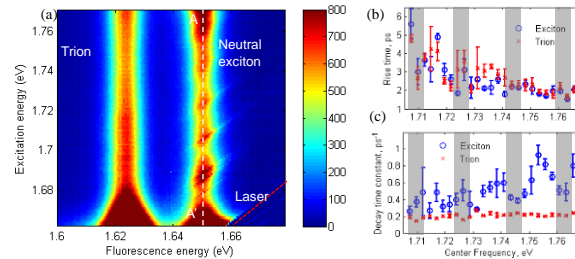 (a)
Trion
A'
Neutral
exciton
Laser
A
Excitation energy (eV)
1.76
1.74
1.72
1.70
1.68
1.66
1.6
1.62
1.64
1.66
Fluorescence energy (eV)
800
700
600
500
400
300
200
100
0
(b)
Exciton
Trion
Rise time, ps
6
5
4
3
2
1.71
1.72
1.73
1.74
1.75
1.76
(c)
Exciton
Trion
Decay time constant, ps⁻¹
1
0.8
0.6
0.4
0.2
0
1.71
1.72
1.73
1.74
1.75
1.76
Center Frequency, eV